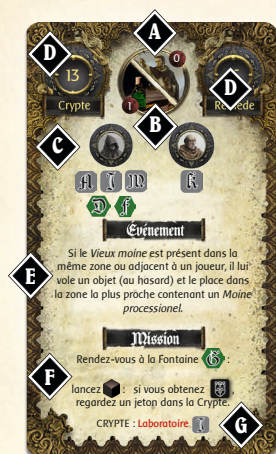 A
D
13
0
D
Crypte
1
Remède
B
C
A J M
K
D F
Événement
Si le Vieux moine est présent dans la
même zone ou adjacent à un joueur, il lui
vole un objet (au hasard) et le place dans
la zone la plus proche contenant un Moine
processionel.
E
Mission
Rendez-vous à la Fontaine G :
F
lancez : si vous obtenez
regardez un jeton dans la Crypte.
CRYPTE : Laboratoire. J
G